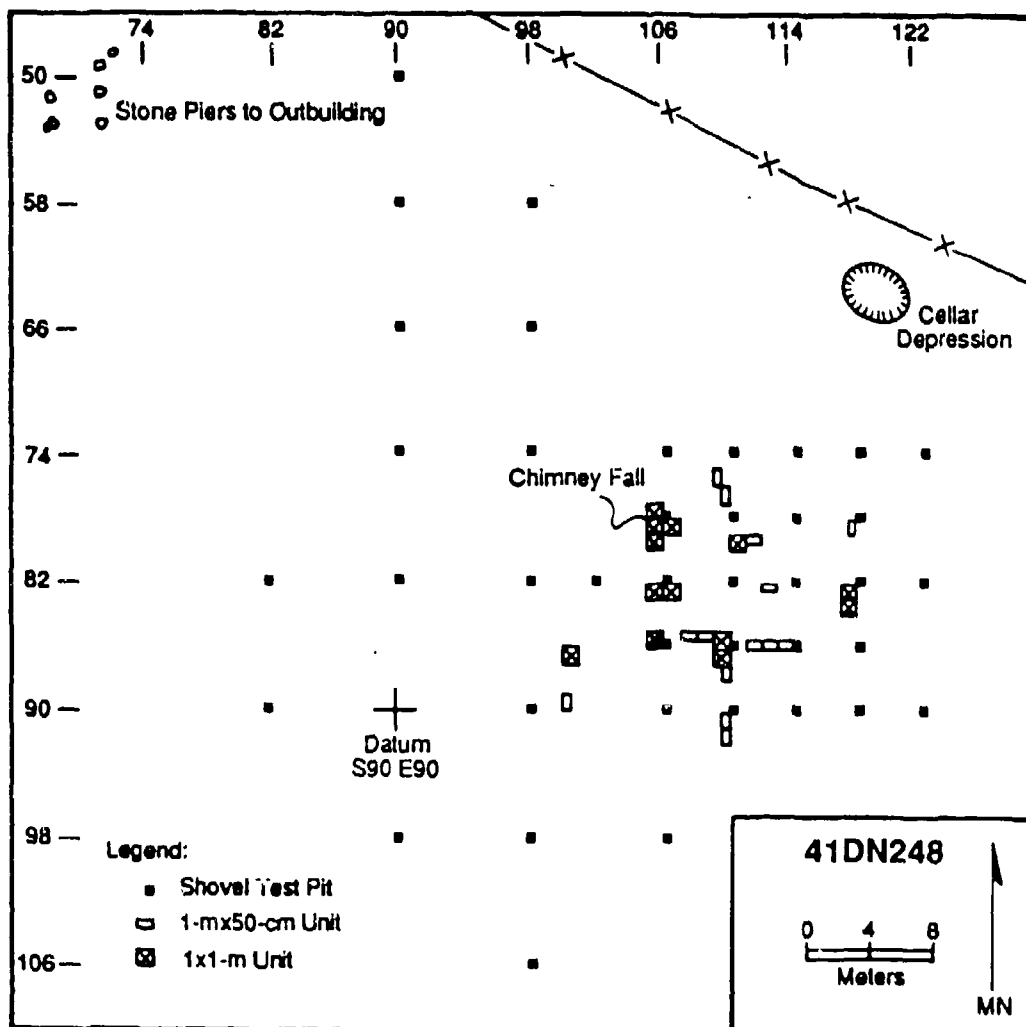 74 82 90 98 106 114 122
50
Stone Piers to Outbuilding
58
66
Cellar
Depression
74
Chimney Fall
82
90
Datum
S90 E90
98
Legend:
Shovel Test Pit
1-mx50-cm Unit
1x1-m Unit
106
41DN248
0 4 8
Meters
MN